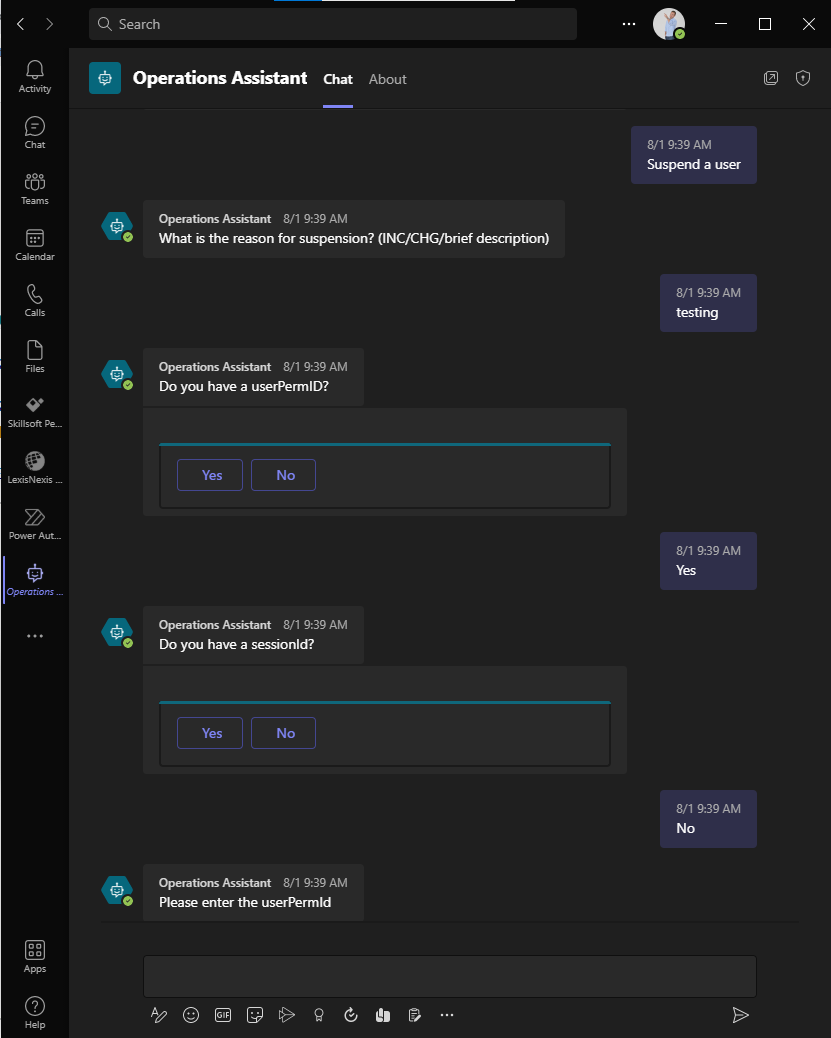 Search
Activity
Chat
Teams
Calendar
Calls
Files
Skillsoft Pe...
LexisNexis ...
Power Aut...
Operations ...
Apps
Help
Operations Assistant Chat About
8/1 9:39 AM
Suspend a user
Operations Assistant 8/1 9:39 AM
What is the reason for suspension? (INC/CHG/brief description)
8/1 9:39 AM
testing
Operations Assistant 8/1 9:39 AM
Do you have a userPermID?
Yes No
8/1 9:39 AM
Yes
Operations Assistant 8/1 9:39 AM
Do you have a sessionId?
Yes No
8/1 9:39 AM
No
Operations Assistant 8/1 9:39 AM
Please enter the userPermId
GIF